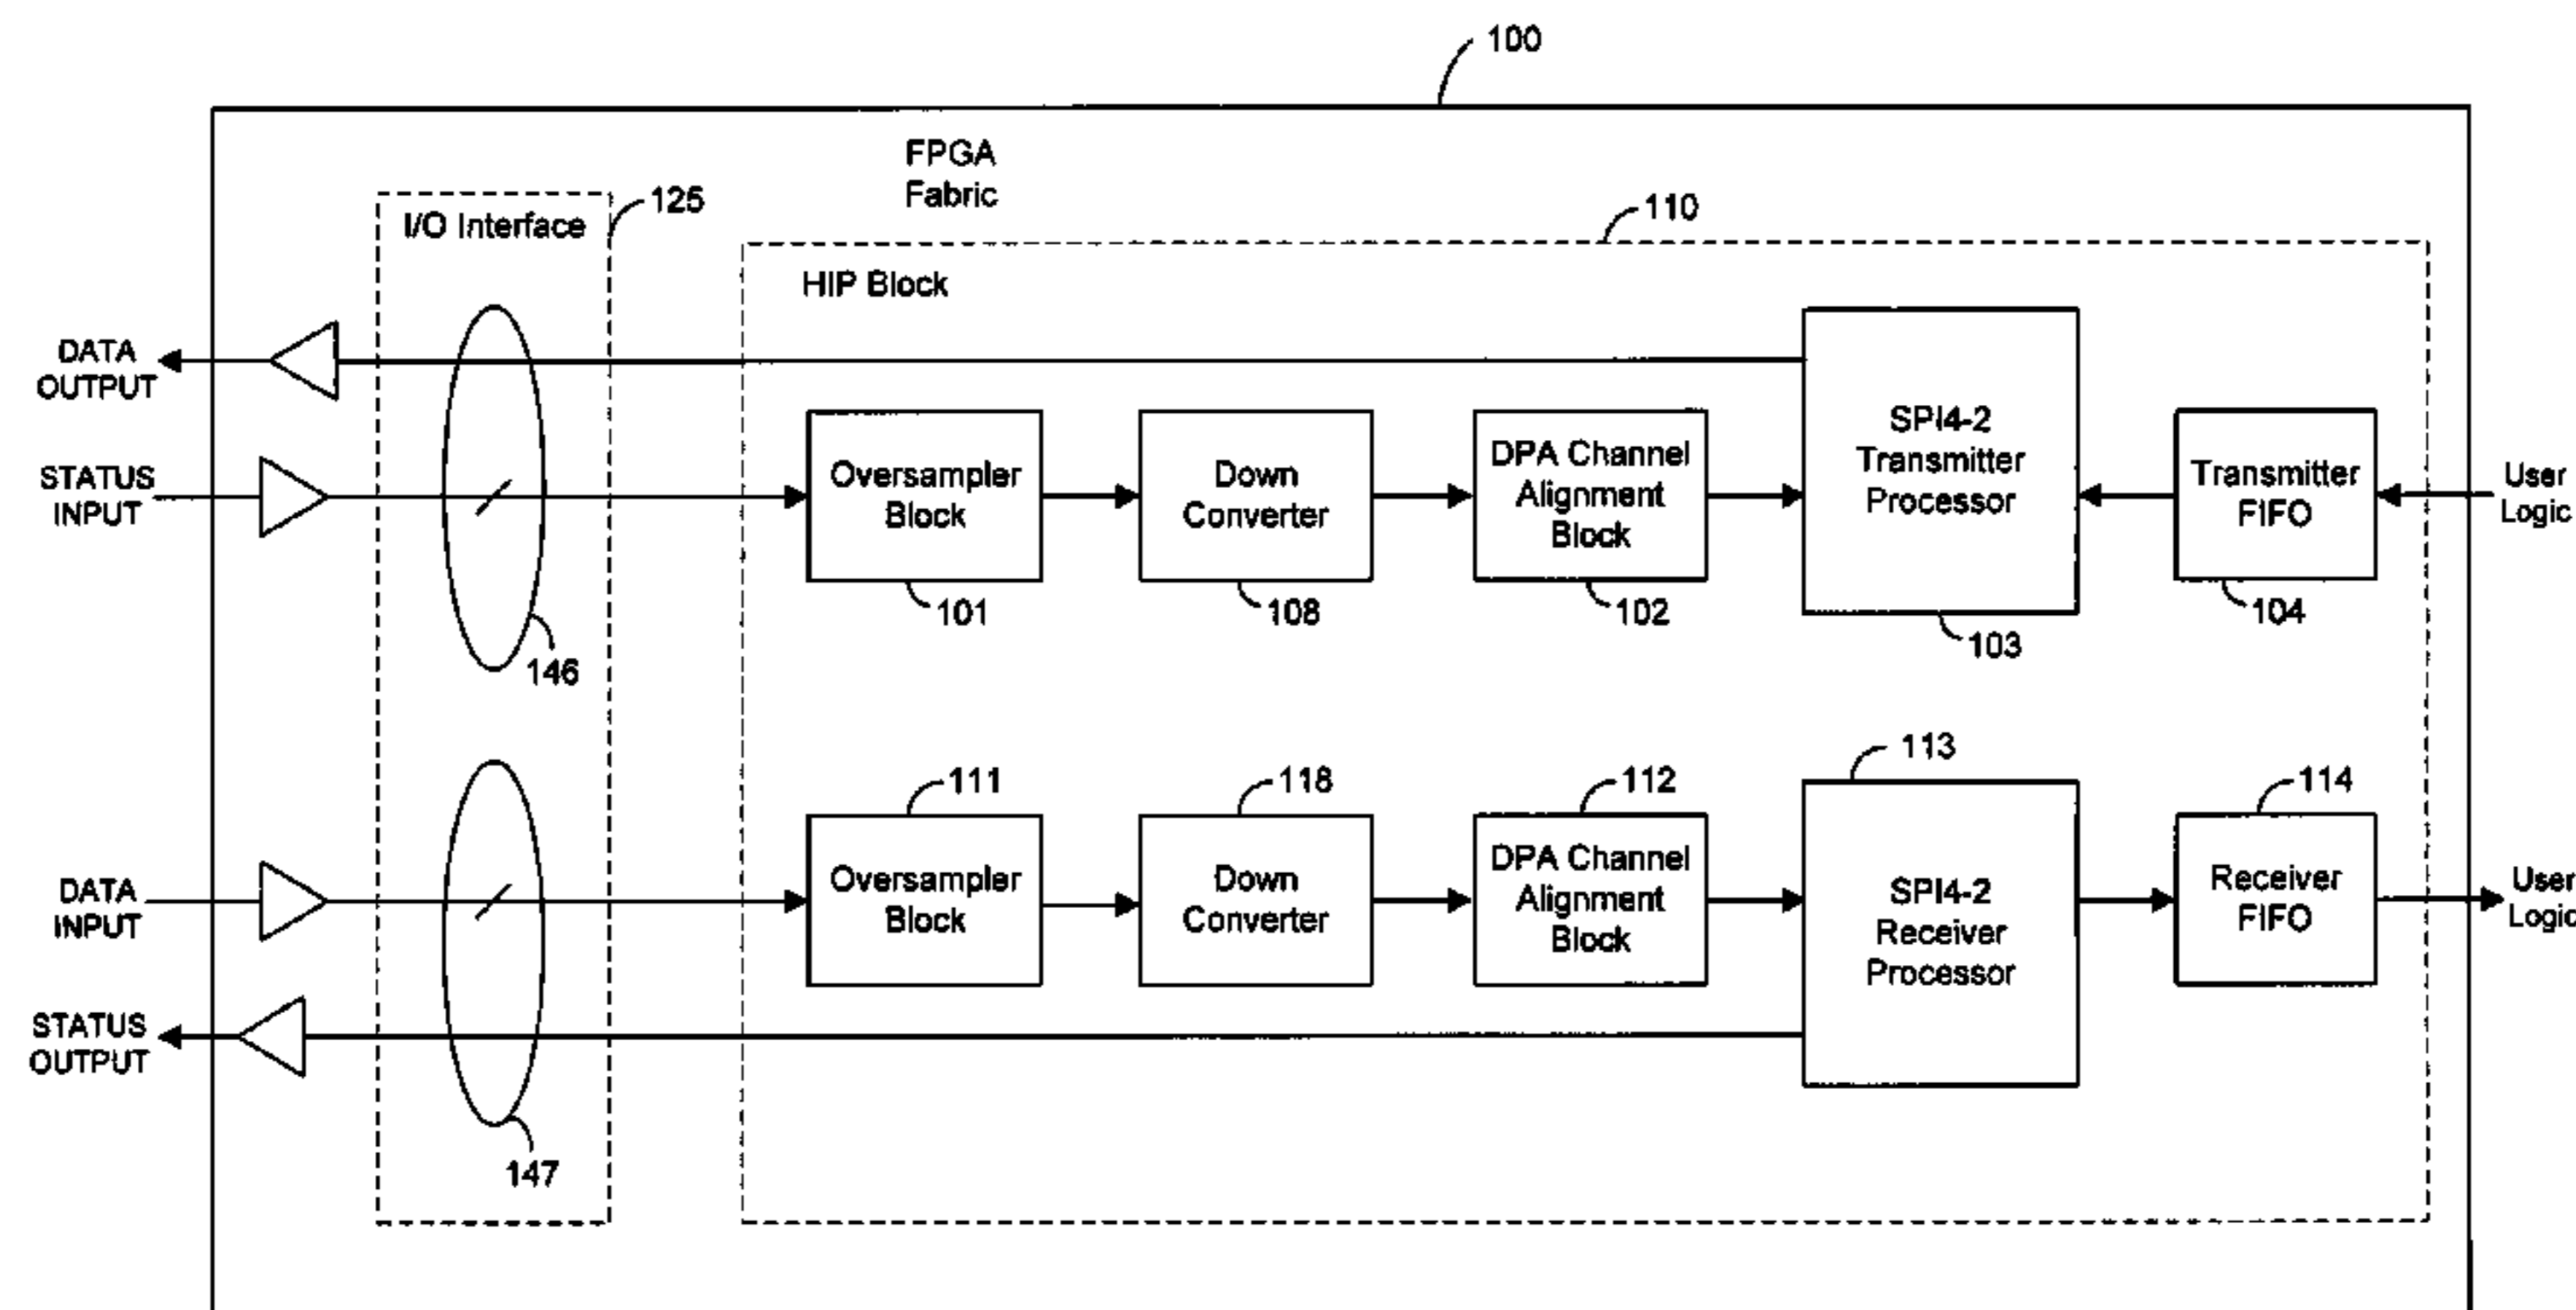 100
FPGA
Fabric
I/O Interface
125
110
HIP Block
DATA
OUTPUT
STATUS
INPUT
Oversampler
Block
Down
Converter
DPA Channel
Alignment
Block
SPI4-2
Transmitter
Processor
Transmitter
FIFO
User
Logic
101
108
102
103
104
146
111
118
112
113
114
DATA
INPUT
Oversampler
Block
Down
Converter
DPA Channel
Alignment
Block
SPI4-2
Receiver
Processor
Receiver
FIFO
User
Logic
STATUS
OUTPUT
147